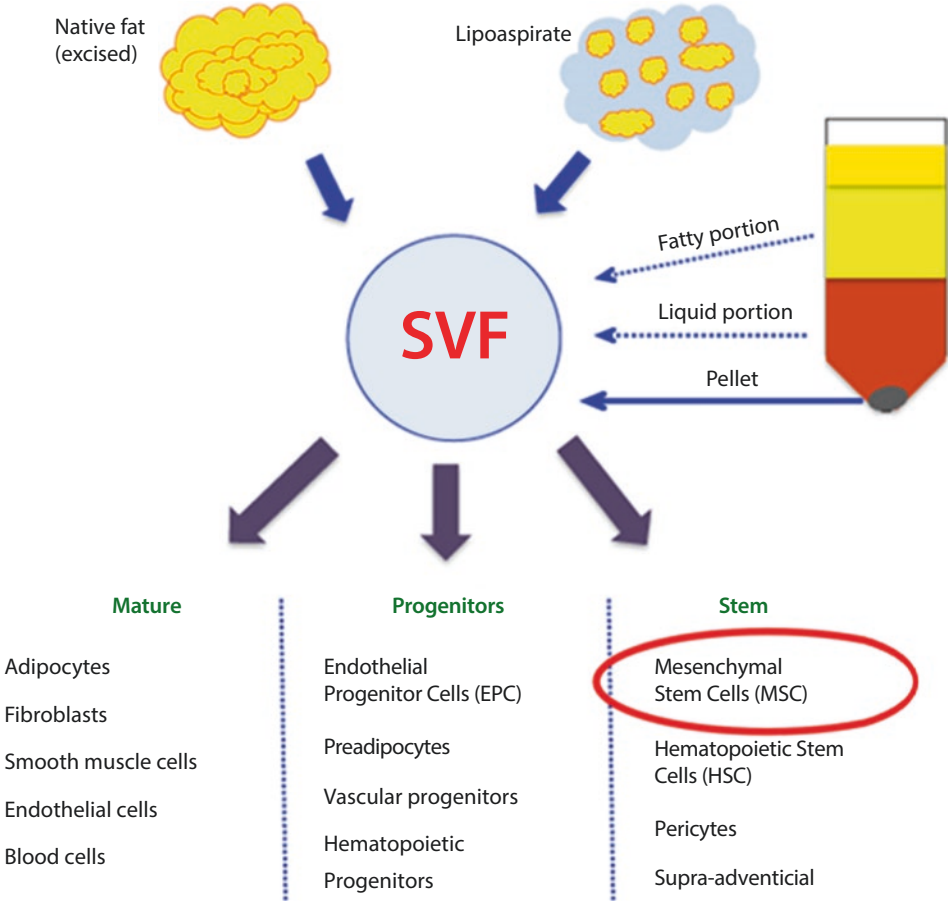 Native fat
(excised)
Lipoaspirate
Fatty portion
Liquid portion
Pellet
SVF
Mature
Adipocytes
Fibroblasts
Smooth muscle cells
Endothelial cells
Blood cells
Progenitors
Endothelial
Progenitor Cells (EPC)
Preadipocytes
Vascular progenitors
Hematopoietic
Progenitors
Stem
Mesenchymal
Stem Cells (MSC)
Hematopoietic Stem
Cells (HSC)
Pericytes
Supra-adventicial